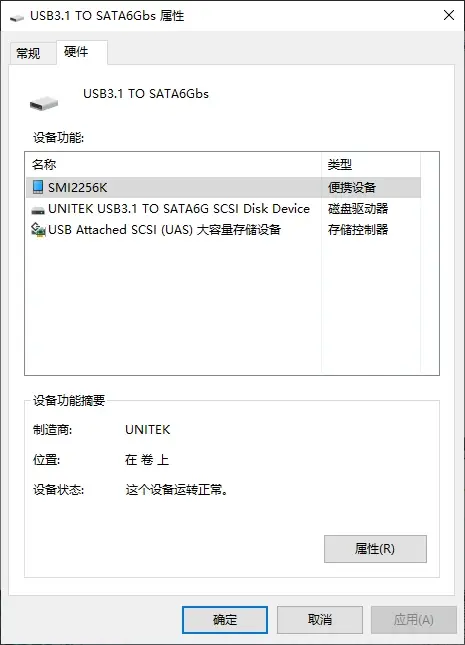 USB3.1 TO SATA6Gbs 属性
常规
硬件
USB3.1 TO SATA6Gbs
设备功能:
名称 类型
SMI2256K 便携设备
UNITEK USB3.1 TO SATA6G SCSI Disk Device 磁盘驱动器
USB Attached SCSI (UAS) 大容量存储设备 存储控制器
设备功能摘要
制造商: UNITEK
位置: 在 卷 上
设备状态: 这个设备运转正常。
属性(R)
确定 取消 应用(A)